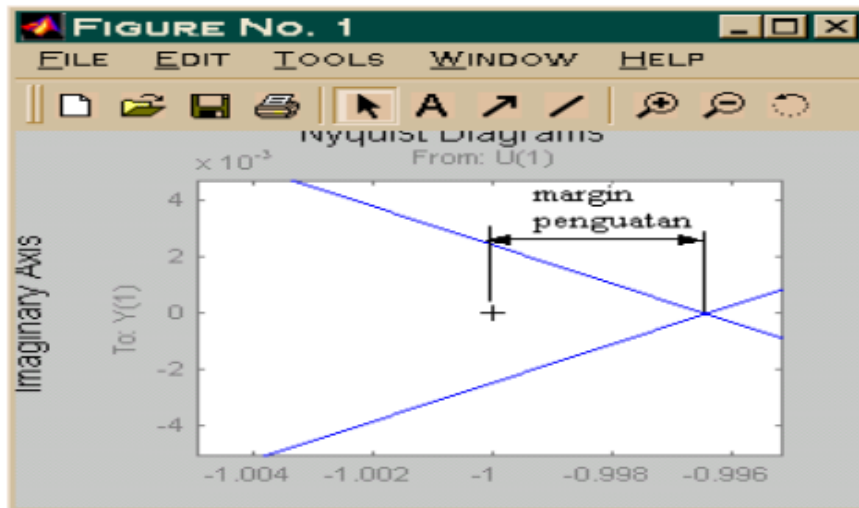 FIGURE NO. 1
FILE EDIT TOOLS WINDOW HELP
A
Nyquist Diagrams
From: U(1)
× 10⁻³
margin
penguatan
4
2
0
-2
-4
Imaginary Axis
To: Y(1)
-1.004 -1.002 -1 -0.998 -0.996